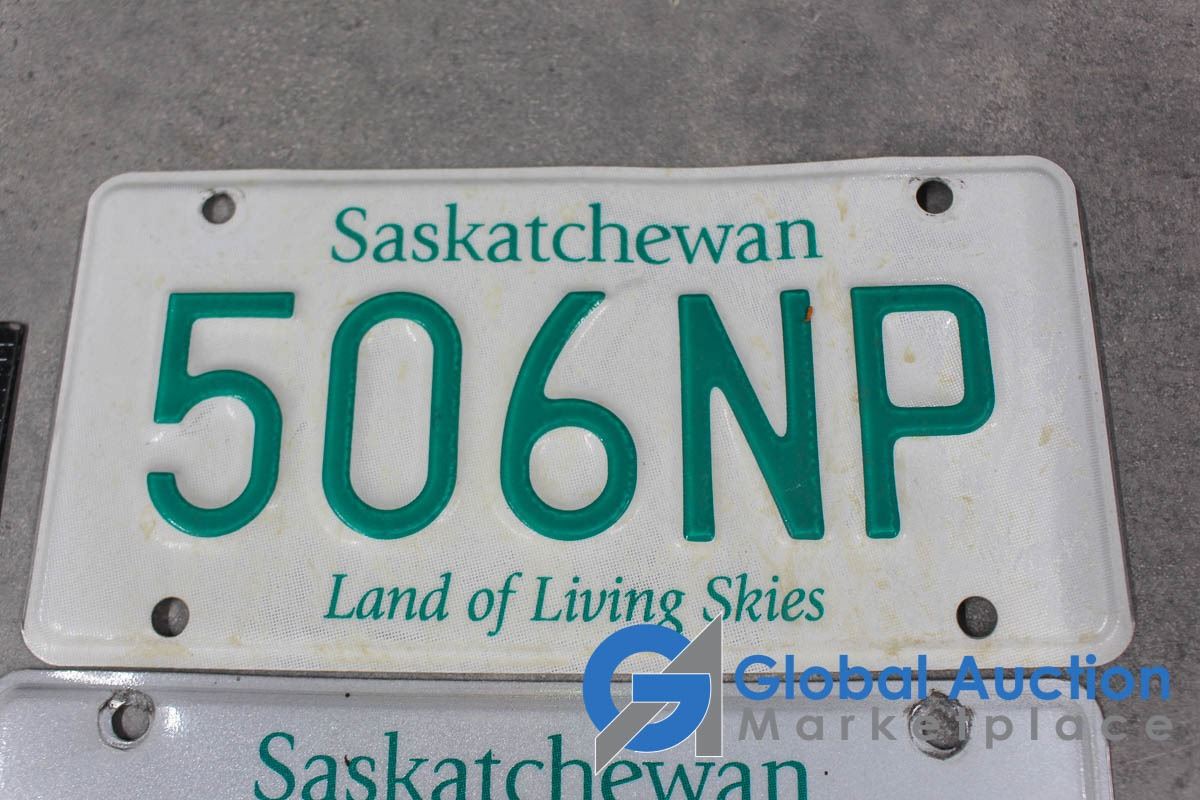 Saskatchewan
506NP
Land of Living Skies
Global Auction
Marketplace
Saskatchewan